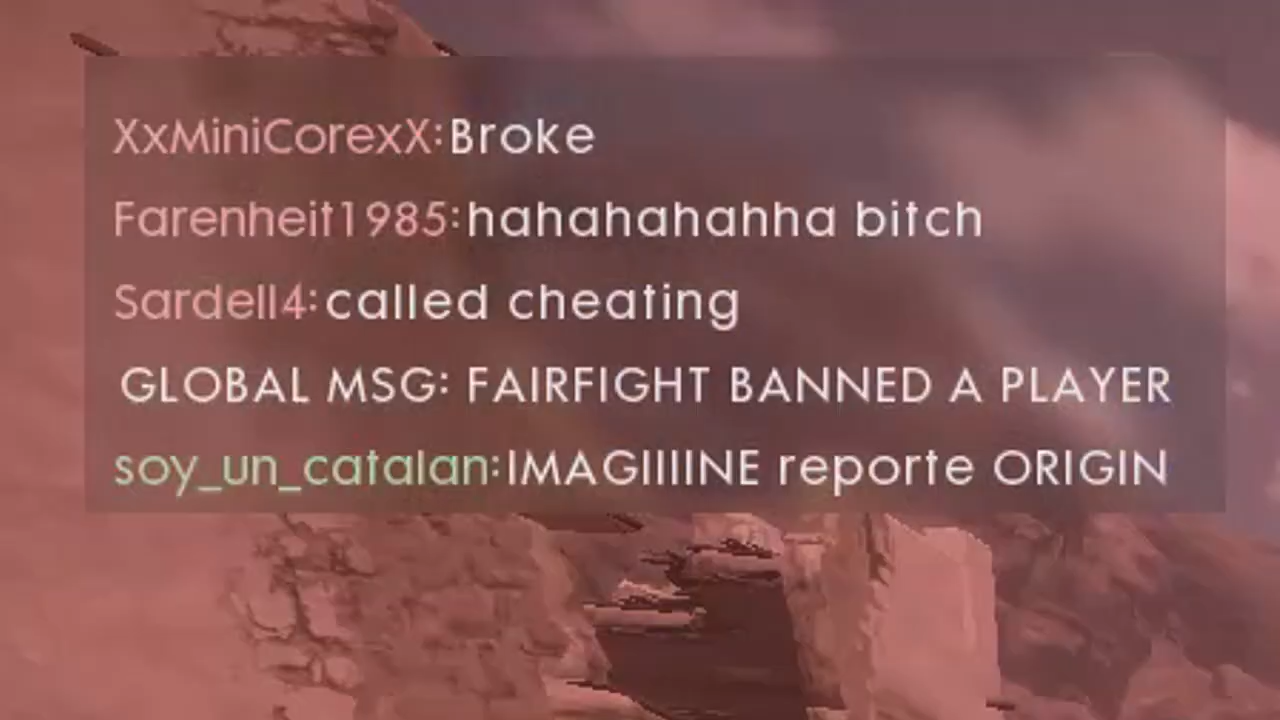 XxMiniCorexX:Broke
Farenheit1985:hahahahahha bitch
Sardell4:called cheating
GLOBAL MSG: FAIRFIGHT BANNED A PLAYER
soy_un_catalan:IMAGIIIINE reporte ORIGIN